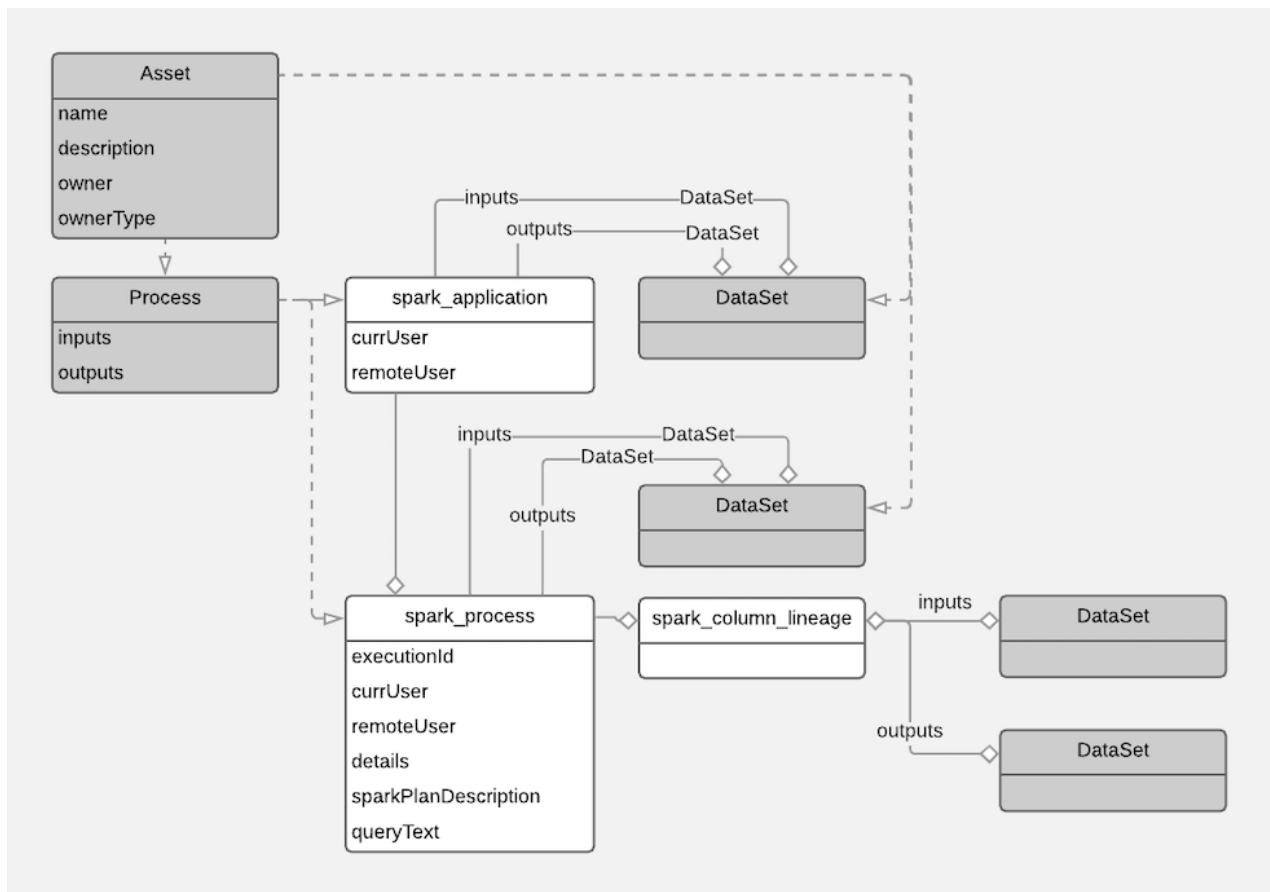 Asset
name
description
owner
ownerType
inputs
DataSet
outputs
DataSet
Process
inputs
outputs
spark_application
currUser
remoteUser
DataSet
inputs
DataSet
DataSet
outputs
DataSet
spark_process
executionId
currUser
remoteUser
details
sparkPlanDescription
queryText
spark_column_lineage
inputs
DataSet
outputs
DataSet